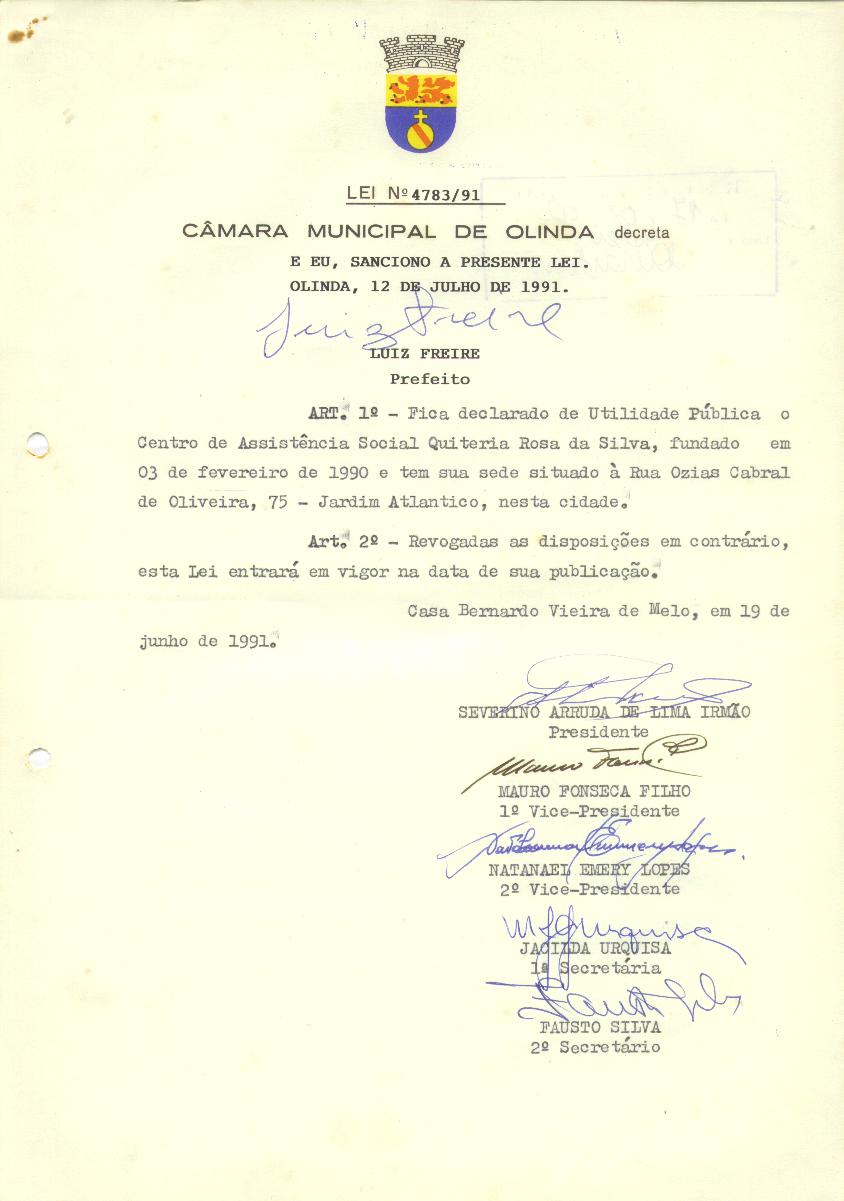 LEI Nº 4783/91
CÂMARA MUNICIPAL DE OLINDA decreta
E EU, SANCIONO A PRESENTE LEI.
OLINDA, 12 DE JULHO DE 1991.
Luiz Freire
LUIZ FREIRE
Prefeito
ART. 1º - Fica declarado de Utilidade Pública o
Centro de Assistência Social Quiteria Rosa da Silva, fundado em
03 de fevereiro de 1990 e tem sua sede situado à Rua Ozias Cabral
de Oliveira, 75 - Jardim Atlantico, nesta cidade.
Art. 2º - Revogadas as disposições em contrário,
esta Lei entrará em vigor na data de sua publicação.
Casa Bernardo Vieira de Melo, em 19 de
junho de 1991.
SEVERINO ARRUDA DE LIMA IRMÃO
Presidente
MAURO FONSECA FILHO
1º Vice-Presidente
NATANAEL EMERY LOPES
2º Vice-Presidente
JACILDA URQUISA
1ª Secretária
FAUSTO SILVA
2º Secretário